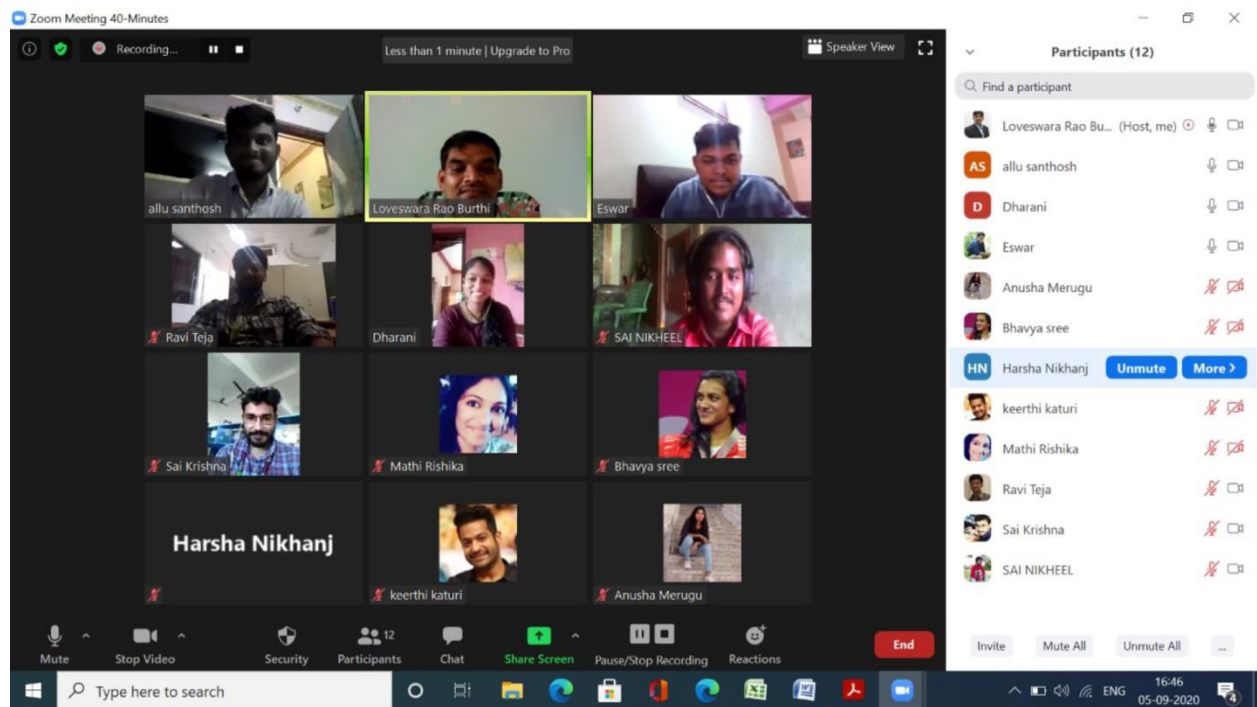 Zoom Meeting 40-Minutes
Recording...
Less than 1 minute | Upgrade to Pro
Speaker View
allu santhosh
Loveswara Rao Burthi
Eswar
Ravi Teja
Dharani
SAI NIKHEEL
Sai Krishna
Mathi Rishika
Bhavya sree
Harsha Nikhanj
keerthi katuri
Anusha Merugu
Mute
Stop Video
Security
12
Participants
Chat
Share Screen
Pause/Stop Recording
Reactions
End
Participants (12)
Find a participant
Loveswara Rao Bu... (Host, me)
AS allu santhosh
D Dharani
Eswar
Anusha Merugu
Bhavya sree
HN Harsha Nikhanj Unmute More >
keerthi katuri
Mathi Rishika
Ravi Teja
Sai Krishna
SAI NIKHEEL
Invite Mute All Unmute All ...
Type here to search
ENG
16:46
05-09-2020
4